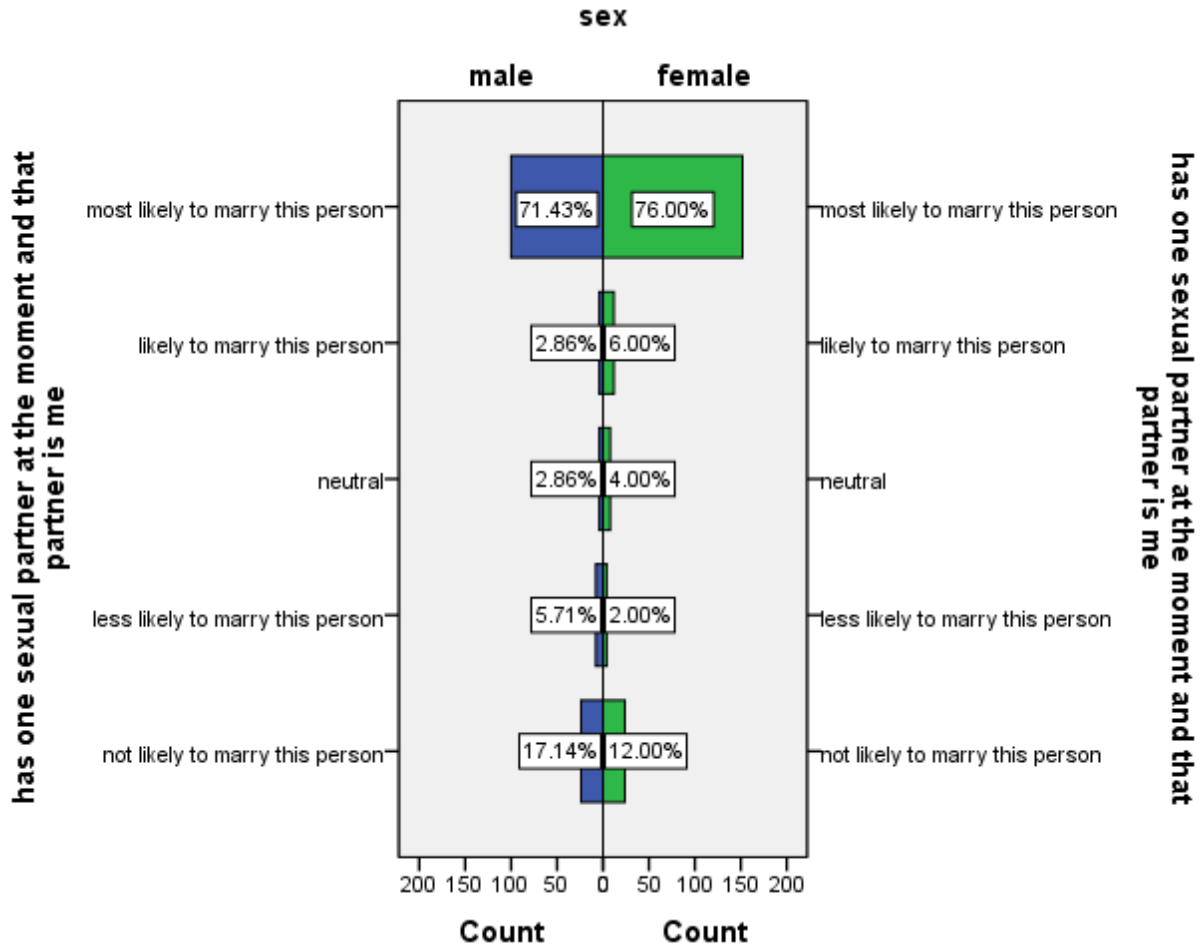 sex
male female
has one sexual partner at the moment and that
partner is me
most likely to marry this person 71.43% 76.00% most likely to marry this person
likely to marry this person 2.86% 6.00% likely to marry this person
neutral 2.86% 4.00% neutral
less likely to marry this person 5.71% 2.00% less likely to marry this person
not likely to marry this person 17.14% 12.00% not likely to marry this person
has one sexual partner at the moment and that
partner is me
200 150 100 50 0 50 100 150 200
Count Count